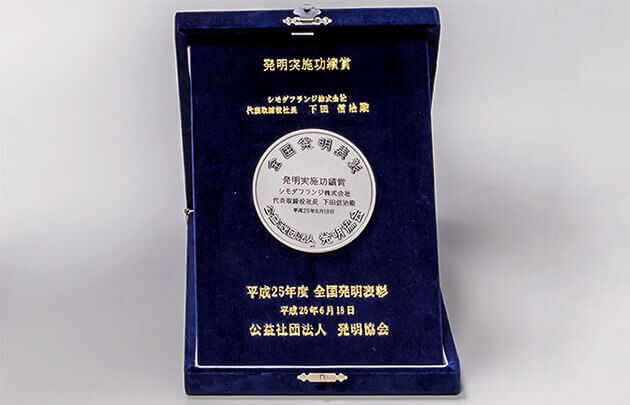 発明実施功績賞
シモダフランジ株式会社
代表取締役社長 下田 信治殿
全国発明表彰
発明実施功績賞
シモダフランジ株式会社
代表取締役社長 下田信治殿
平成25年6月18日
公益社団法人 発明協会
平成25年度 全国発明表彰
平成25年6月18日
公益社団法人 発明協会